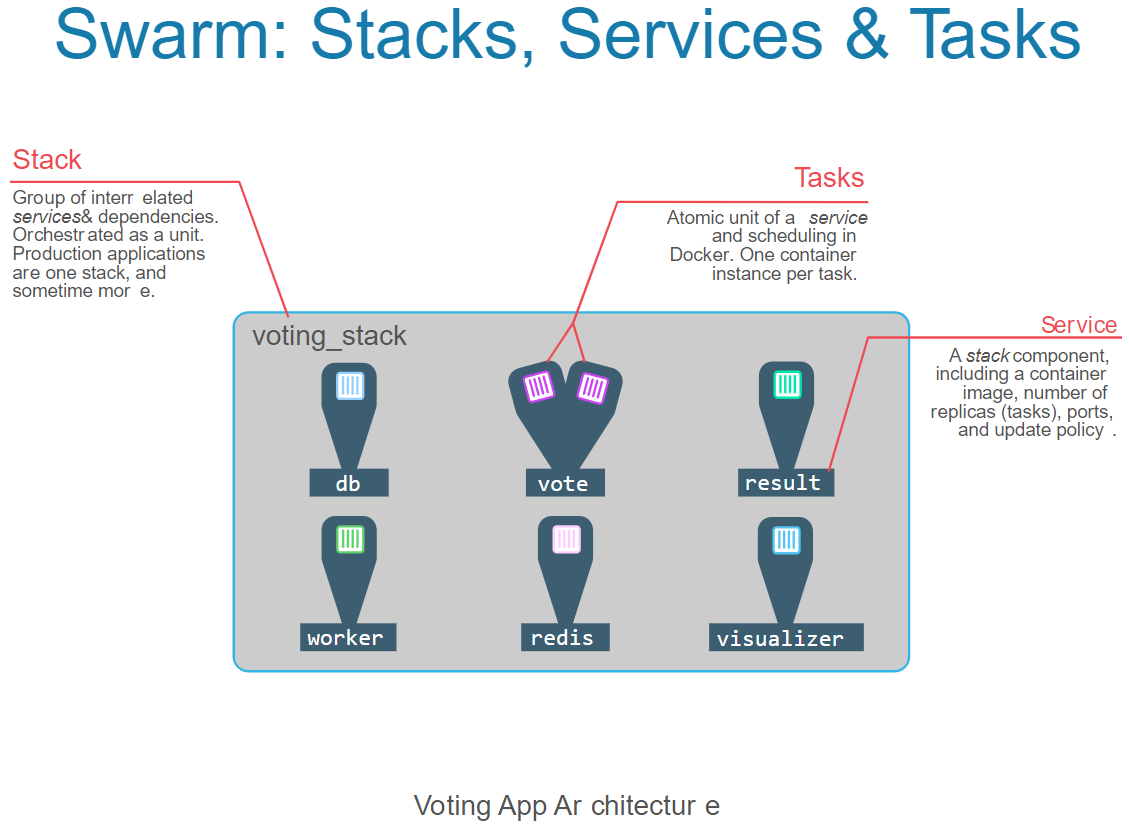 Swarm: Stacks, Services & Tasks
Stack
Group of interr elated
services& dependencies.
Orchestrated as a unit.
Production applications
are one stack, and
sometime mor e.
Tasks
Atomic unit of a service
and scheduling in
Docker. One container
instance per task.
Service
A stack component,
including a container
image, number of
replicas (tasks), ports,
and update policy .
voting_stack
db
vote
result
worker
redis
visualizer
Voting App Ar chitectur e